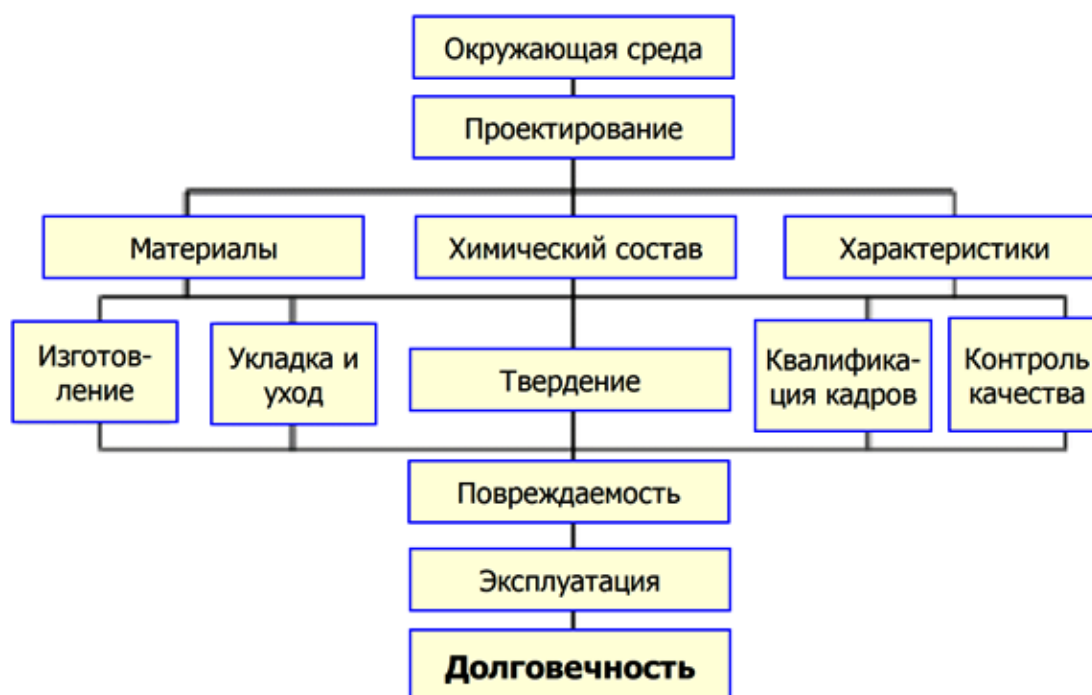 Окружающая среда
Проектирование
Материалы
Химический состав
Характеристики
Изготов-
ление
Укладка и
уход
Твердение
Квалифика-
ция кадров
Контроль
качества
Повреждаемость
Эксплуатация
Долговечность